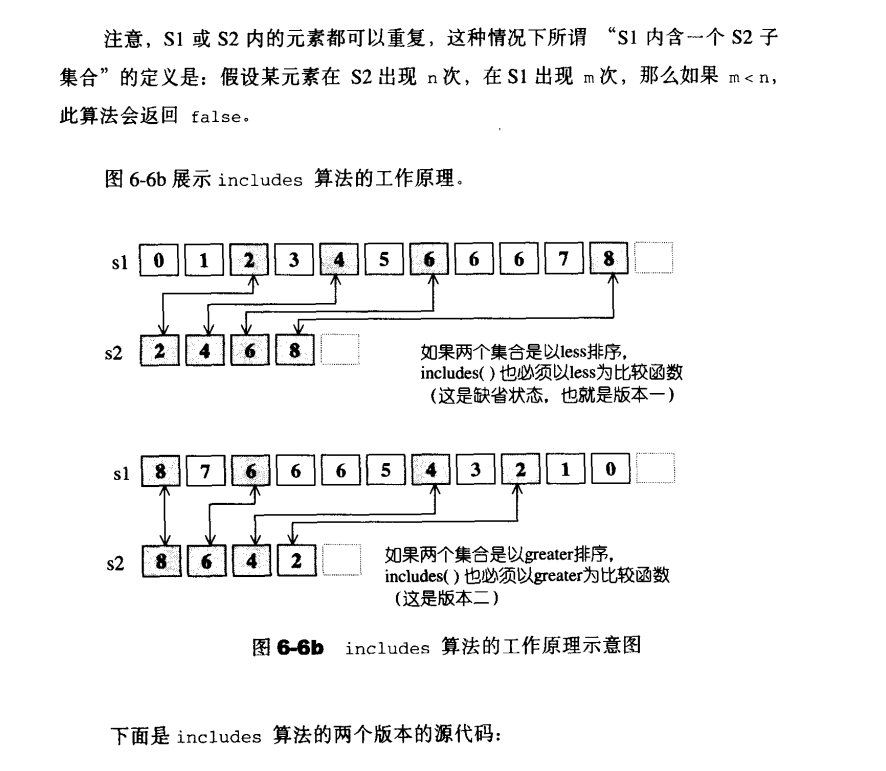 注意，S1 或 S2 内的元素都可以重复，这种情况下所谓 “S1 内含一个 S2 子
集合”的定义是：假设某元素在 S2 出现 n 次，在 S1 出现 m 次，那么如果 m < n，
此算法会返回 false。
图 6-6b 展示 includes 算法的工作原理。
s1 0 1 2 3 4 5 6 6 6 7 8
s2 2 4 6 8
如果两个集合是以less排序，
includes( ) 也必须以less为比较函数
（这是缺省状态，也就是版本一）
s1 8 7 6 6 6 5 4 3 2 1 0
s2 8 6 4 2
如果两个集合是以greater排序，
includes( ) 也必须以greater为比较函数
（这是版本二）
图 6-6b includes 算法的工作原理示意图
下面是 includes 算法的两个版本的源代码：